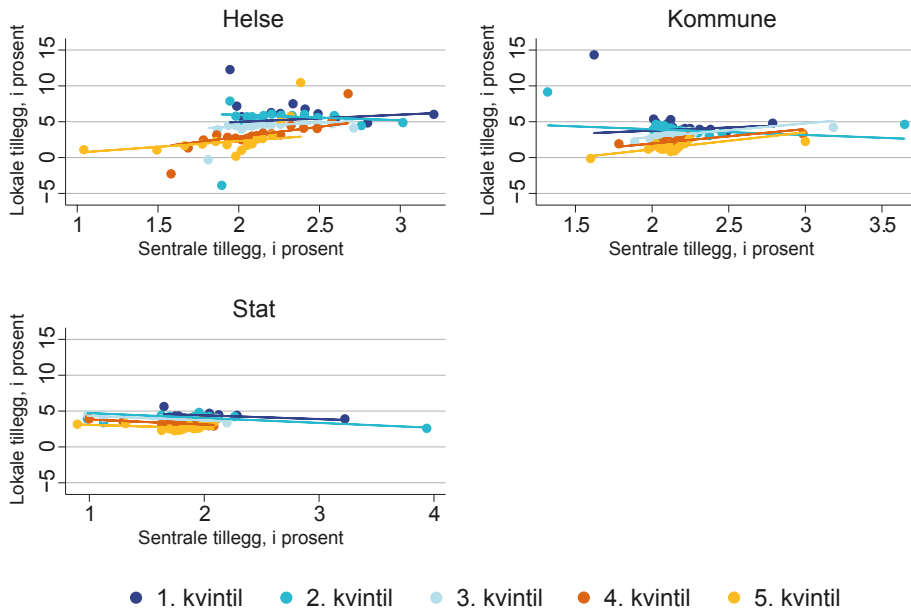 Helse
Lokale tillegg, i prosent
15
10
5
0
−5
1 1.5 2 2.5 3
Sentrale tillegg, i prosent
Kommune
Lokale tillegg, i prosent
15
10
5
0
−5
1.5 2 2.5 3 3.5
Sentrale tillegg, i prosent
Stat
Lokale tillegg, i prosent
15
10
5
0
−5
1 2 3 4
Sentrale tillegg, i prosent
1. kvintil 2. kvintil 3. kvintil 4. kvintil 5. kvintil